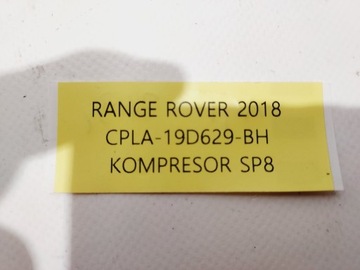 RANGE ROVER 2018
CPLA-19D629-BH
KOMPRESOR SP8